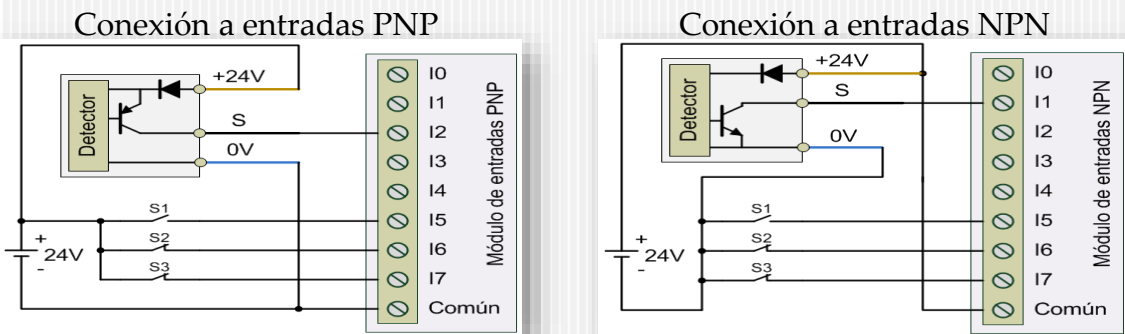 Conexión a entradas PNP
+24V
Detector
S
0V
S1
S2
S3
+
24V
-
I0
I1
I2
I3
I4
I5
I6
I7
Común
Módulo de entradas PNP
Conexión a entradas NPN
+24V
Detector
S
0V
S1
S2
S3
+
24V
-
I0
I1
I2
I3
I4
I5
I6
I7
Común
Módulo de entradas NPN